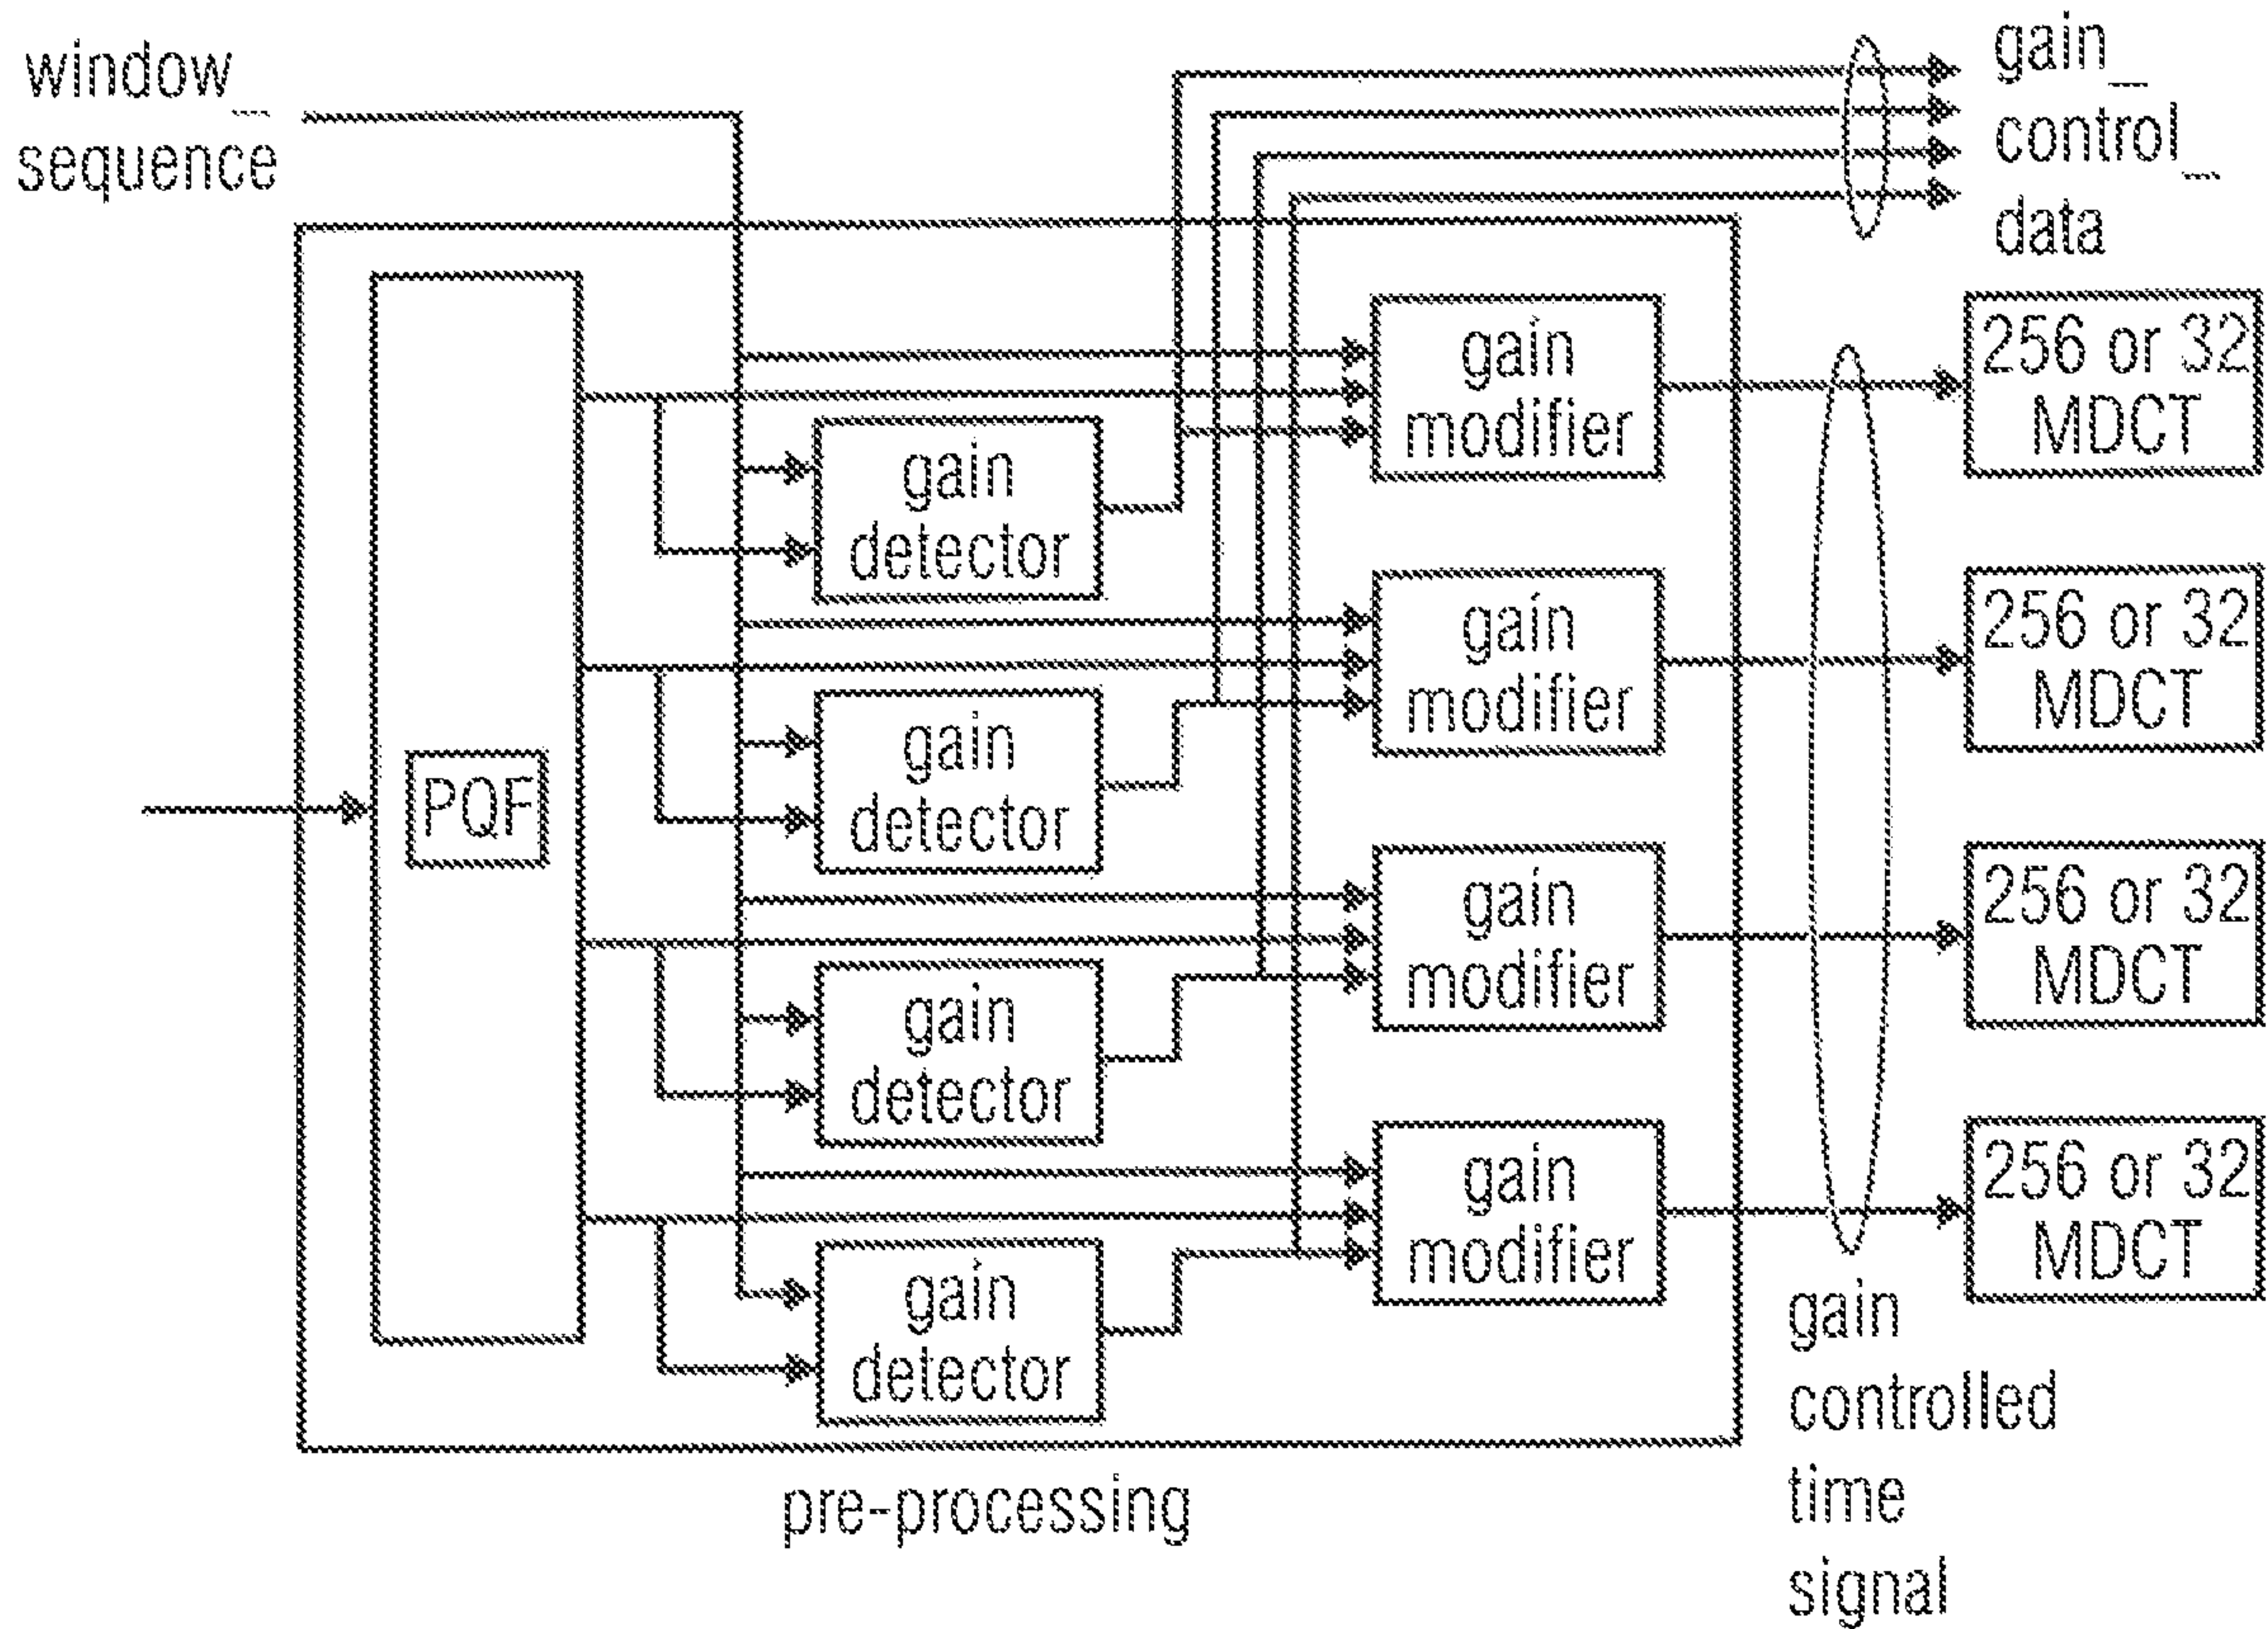 window_
sequence
gain_
control_
data
gain
modifier
256 or 32
MDCT
gain
detector
gain
modifier
256 or 32
MDCT
gain
detector
PQF
gain
modifier
256 or 32
MDCT
gain
detector
gain
modifier
256 or 32
MDCT
gain
detector
gain
controlled
time
signal
pre-processing